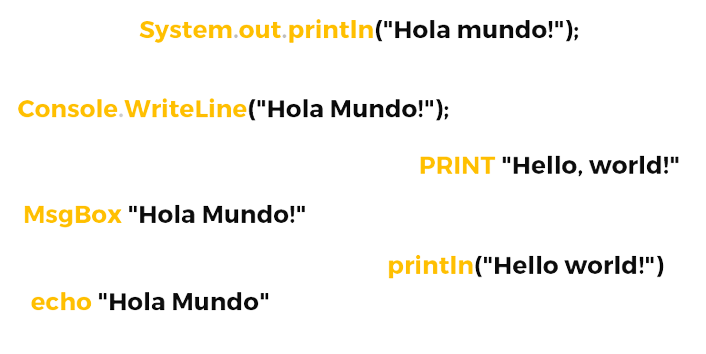 System.out.println("Hola mundo!");
Console.WriteLine("Hola Mundo!");
PRINT "Hello, world!"
MsgBox "Hola Mundo!"
println("Hello world!")
echo "Hola Mundo"